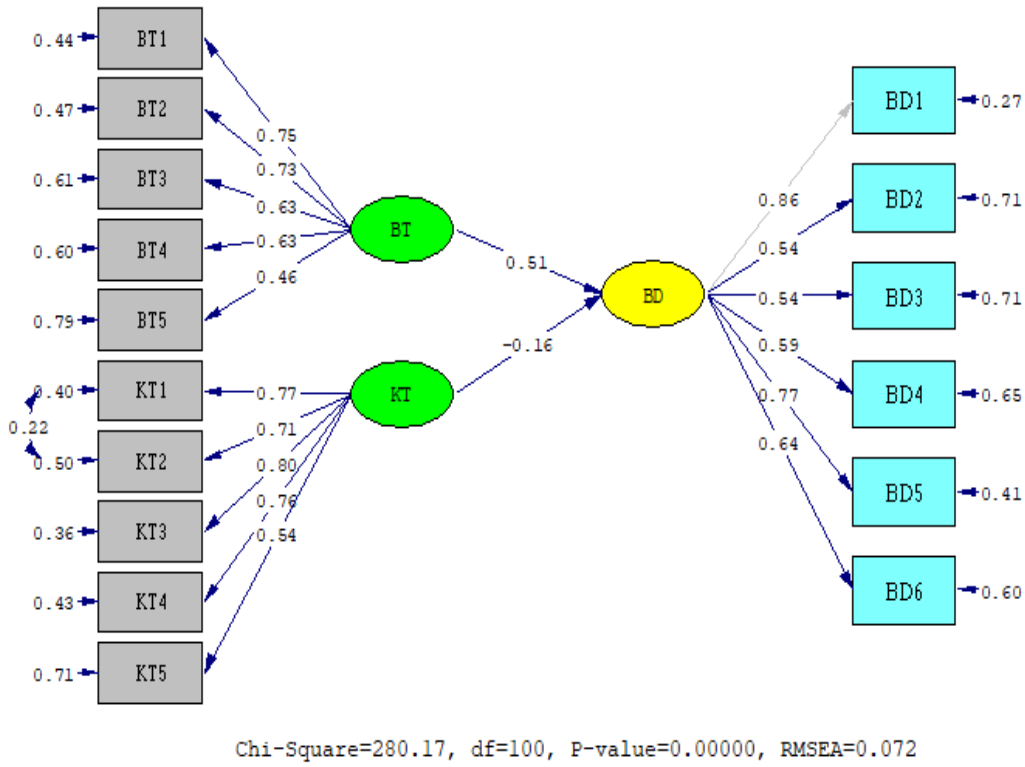 0.44 BT1
0.47 BT2
0.61 BT3
0.60 BT4
0.79 BT5
0.40 KT1
0.22
0.50 KT2
0.36 KT3
0.43 KT4
0.71 KT5
0.75
0.73
0.63
0.63
0.46
0.77
0.71
0.80
0.76
0.54
BT
KT
0.51
-0.16
BD
0.86
0.54
0.54
0.59
0.77
0.64
BD1 0.27
BD2 0.71
BD3 0.71
BD4 0.65
BD5 0.41
BD6 0.60
Chi-Square=280.17, df=100, P-value=0.00000, RMSEA=0.072